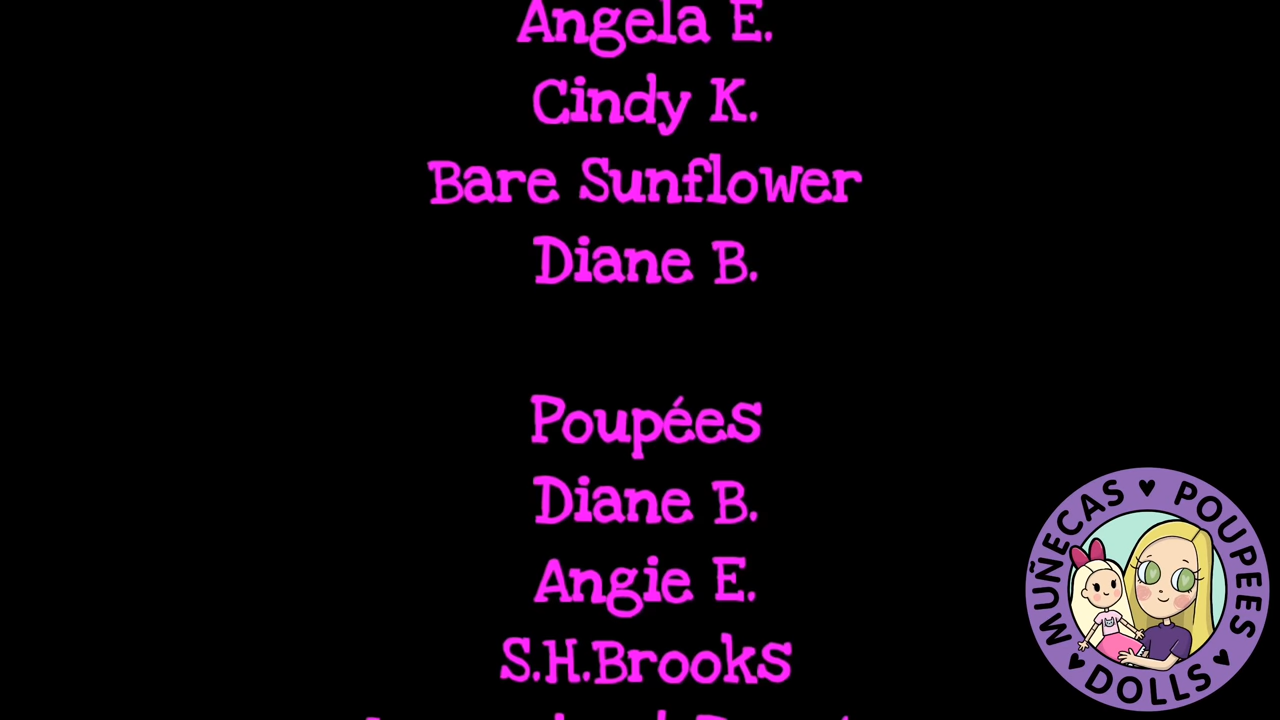 Angela E.
Cindy K.
Bare Sunflower
Diane B.
Poupées
Diane B.
Angie E.
S.H.Brooks
MUÑECAS ♥ POUPEES ♥ DOLLS ♥